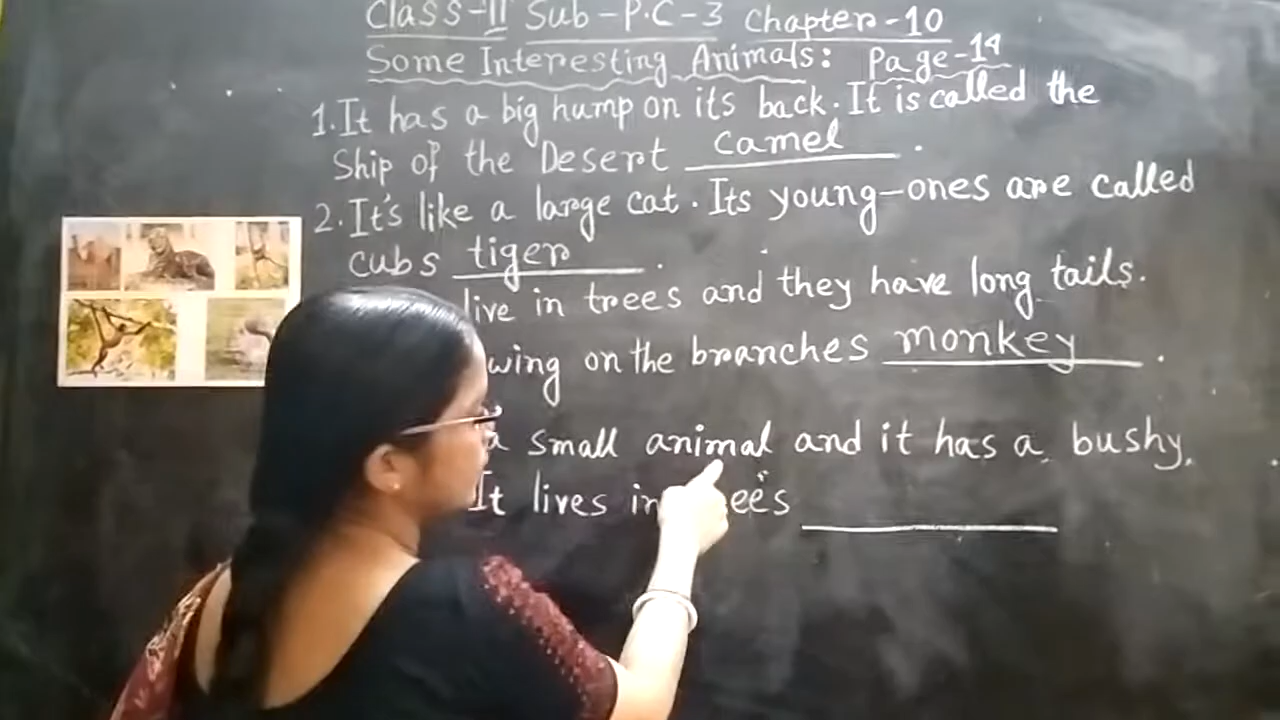 Class-II Sub-P.C-3 Chapter-10
Some Interesting Animals: Page-14
1. It has a big hump on its back. It is called the
Ship of the Desert camel.
2. It's like a large cat. Its young-ones are called
cubs tiger.
live in trees and they have long tails.
wing on the branches monkey.
a small animal and it has a bushy
It lives in ees